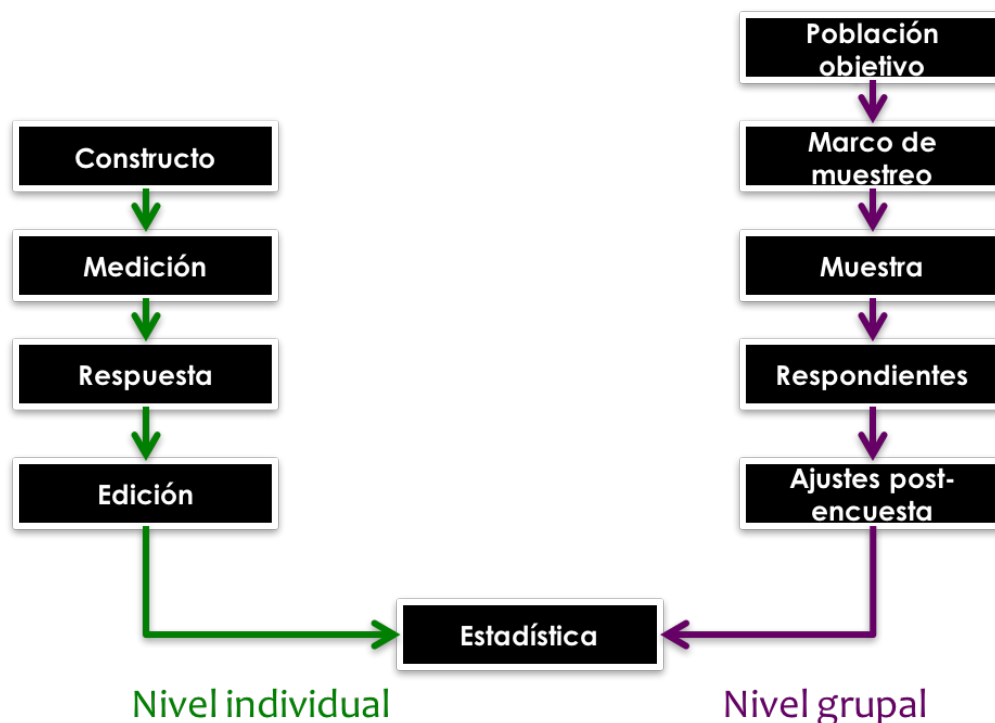 Población
objetivo
Constructo
Marco de
muestreo
Medición
Muestra
Respuesta
Respondientes
Edición
Ajustes post-
encuesta
Estadística
Nivel individual
Nivel grupal